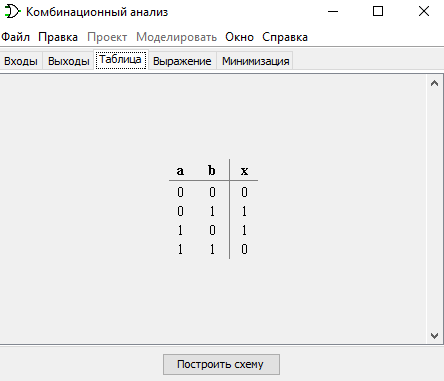 Комбинационный анализ
Файл Правка Проект Моделировать Окно Справка
Входы Выходы Таблица Выражение Минимизация
a b x
0 0 0
0 1 1
1 0 1
1 1 0
Построить схему